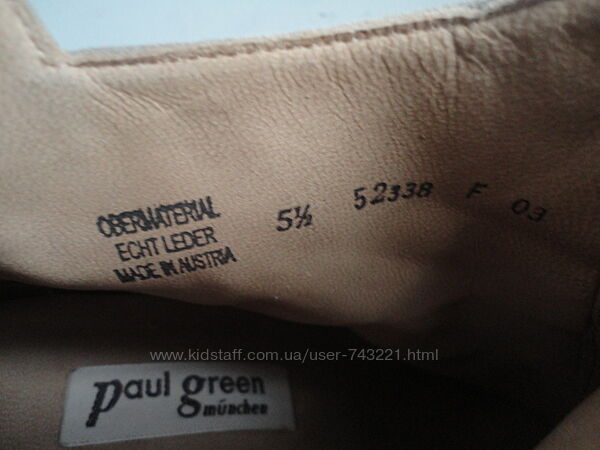 OBERMATERIAL
ECHT LEDER
MADE IN AUSTRIA
5½ 52338 F 03
www.kidstaff.com.ua/user-743221.html
paul green
münchen